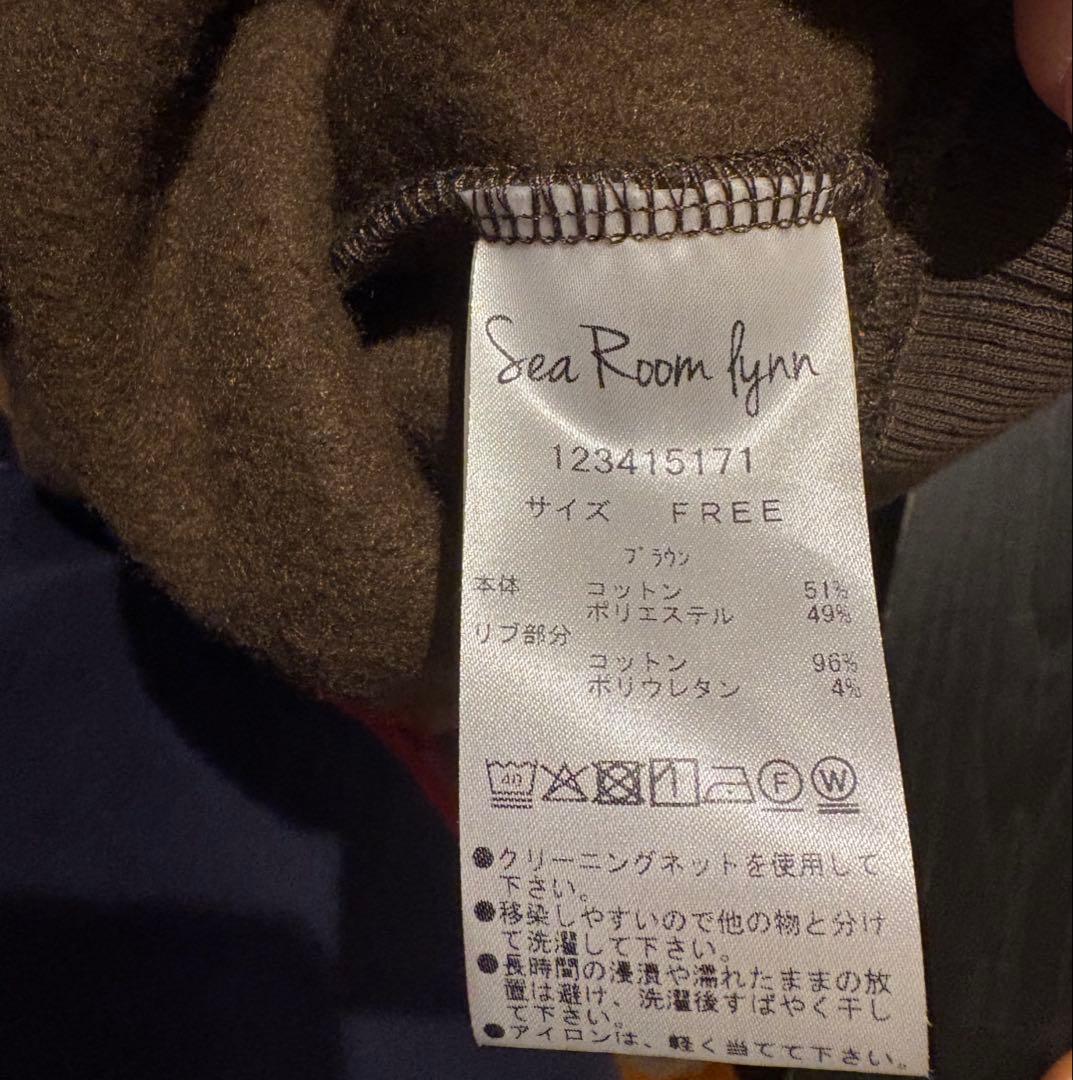 Sea Room lynn
123415171
サイズ FREE
ブラウン
本体 コットン 51%
ポリエステル 49%
リブ部分
コットン 96%
ポリウレタン 4%
40 F W
●クリーニングネットを使用して
下さい。
●移染しやすいので他の物と分け
て洗濯して下さい。
●長時間の浸漬や濡れたままの放
置は避け、洗濯後すばやく干し
て下さい。
●アイロンは、軽く当てて下さい。